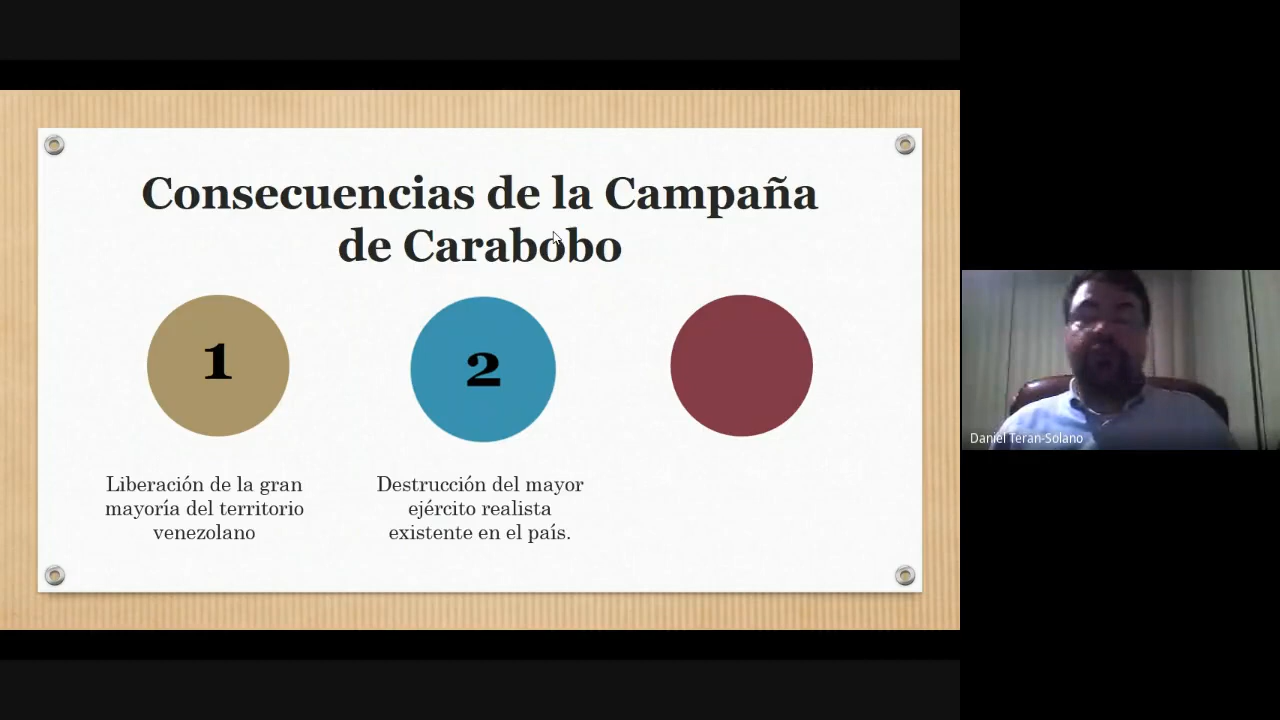 Consecuencias de la Campaña
de Carabobo
1
2
Liberación de la gran
mayoría del territorio
venezolano
Destrucción del mayor
ejército realista
existente en el país.
Daniel Teran-Solano